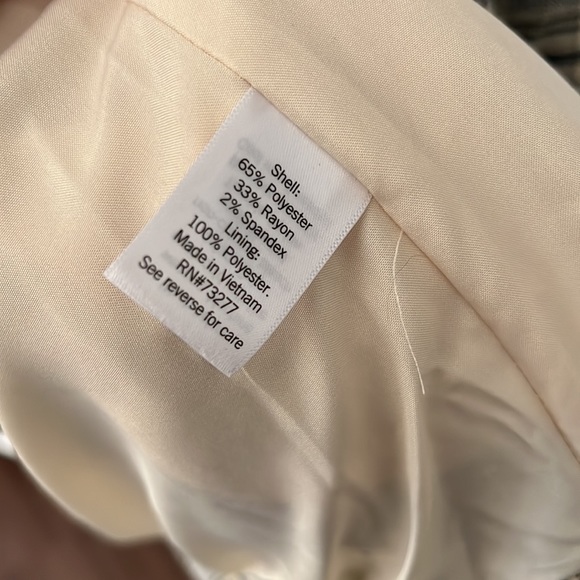 Shell:
65% Polyester
33% Rayon
2% Spandex
Lining:
100% Polyester.
Made in Vietnam
RN#73277
See reverse for care